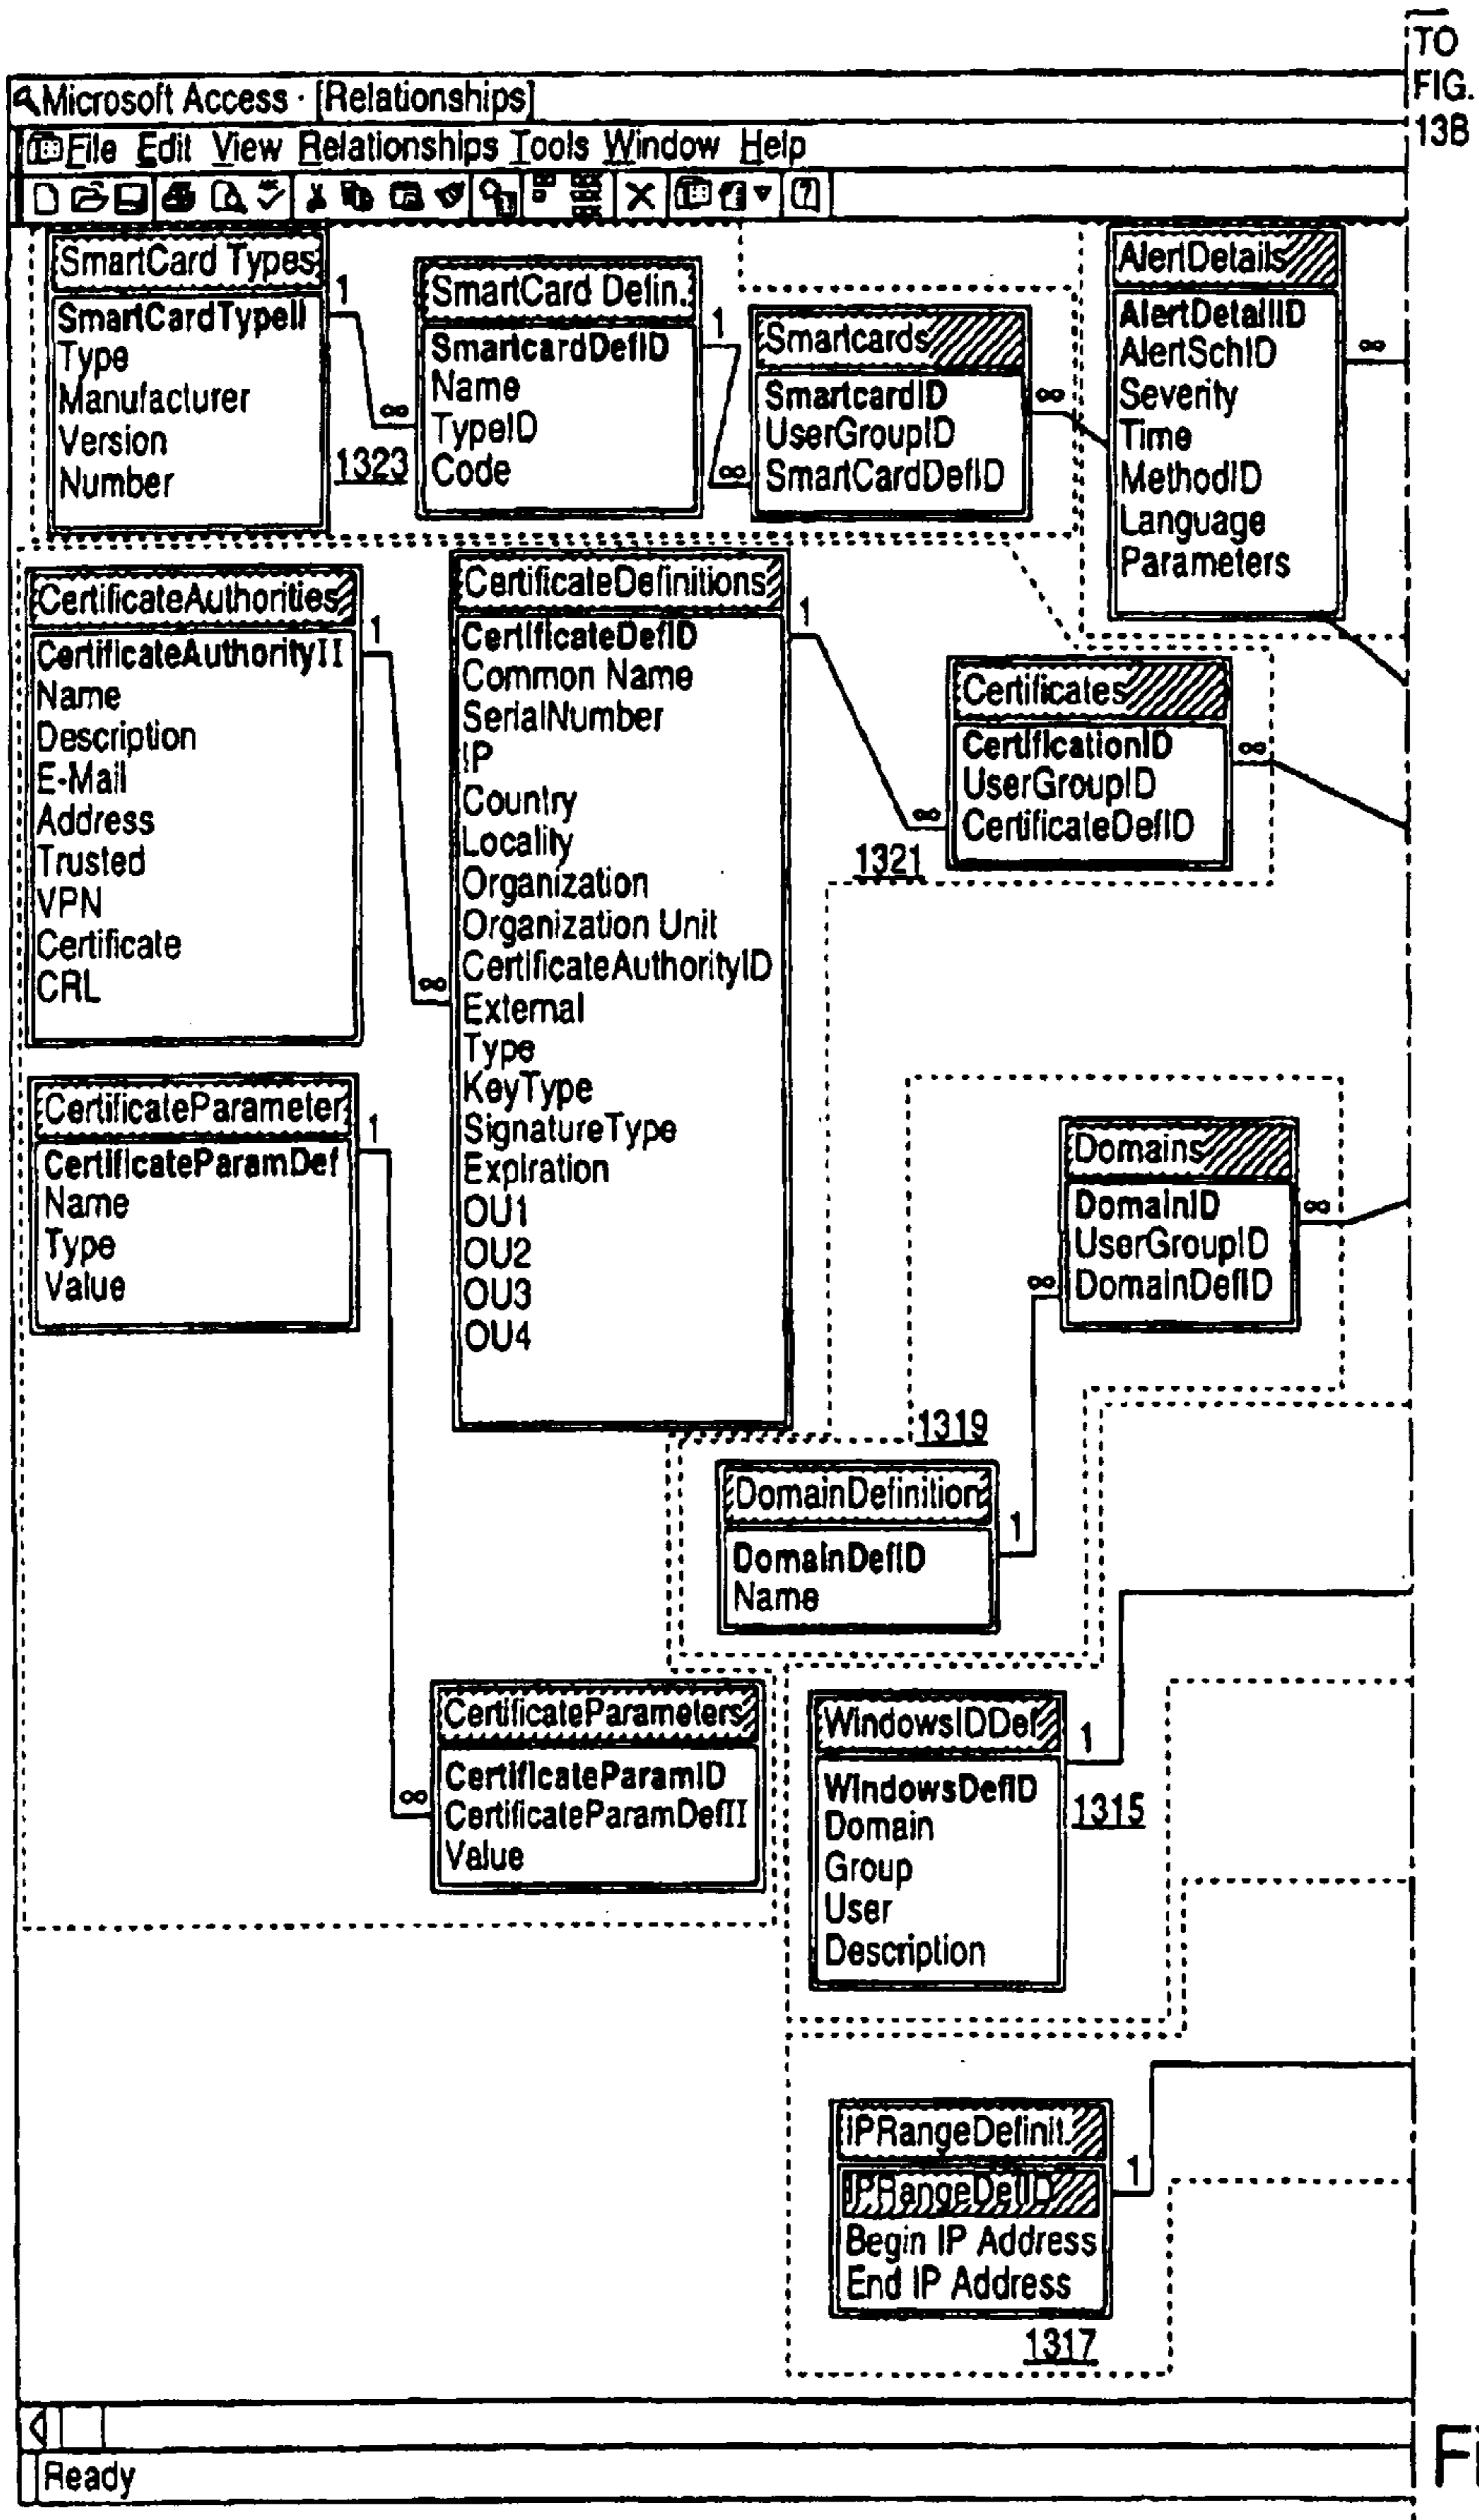 TO
FIG.
13B
Microsoft Access · [Relationships]
File Edit View Relationships Tools Window Help
SmartCard Types
SmartCardTypeII
Type
Manufacturer
Version
Number
1
∞
1323
SmartCard Defin.
SmartcardDefID
Name
TypeID
Code
1
∞
Smartcards
SmartcardID
UserGroupID
SmartCardDefID
∞
AlertDetails
AlertDetailID
AlertSchID
Severity
Time
MethodID
Language
Parameters
∞
CertificateAuthorities
CertificateAuthorityII
Name
Description
E-Mail
Address
Trusted
VPN
Certificate
CRL
1
∞
CertificateDefinitions
CertificateDefID
Common Name
SerialNumber
IP
Country
Locality
Organization
Organization Unit
CertificateAuthorityID
External
Type
KeyType
SignatureType
Expiration
OU1
OU2
OU3
OU4
1
∞
1321
Certificates
CertificationID
UserGroupID
CertificateDefID
∞
CertificateParameter
CertificateParamDef
Name
Type
Value
1
∞
Domains
DomainID
UserGroupID
DomainDefID
∞
∞
1319
DomainDefinition
DomainDefID
Name
1
CertificateParameters
CertificateParamID
CertificateParamDefII
Value
WindowsIDDef
WindowsDefID
Domain
Group
User
Description
1
1315
IPRangeDefinit.
IPRangeDefID
Begin IP Address
End IP Address
1
1317
Ready